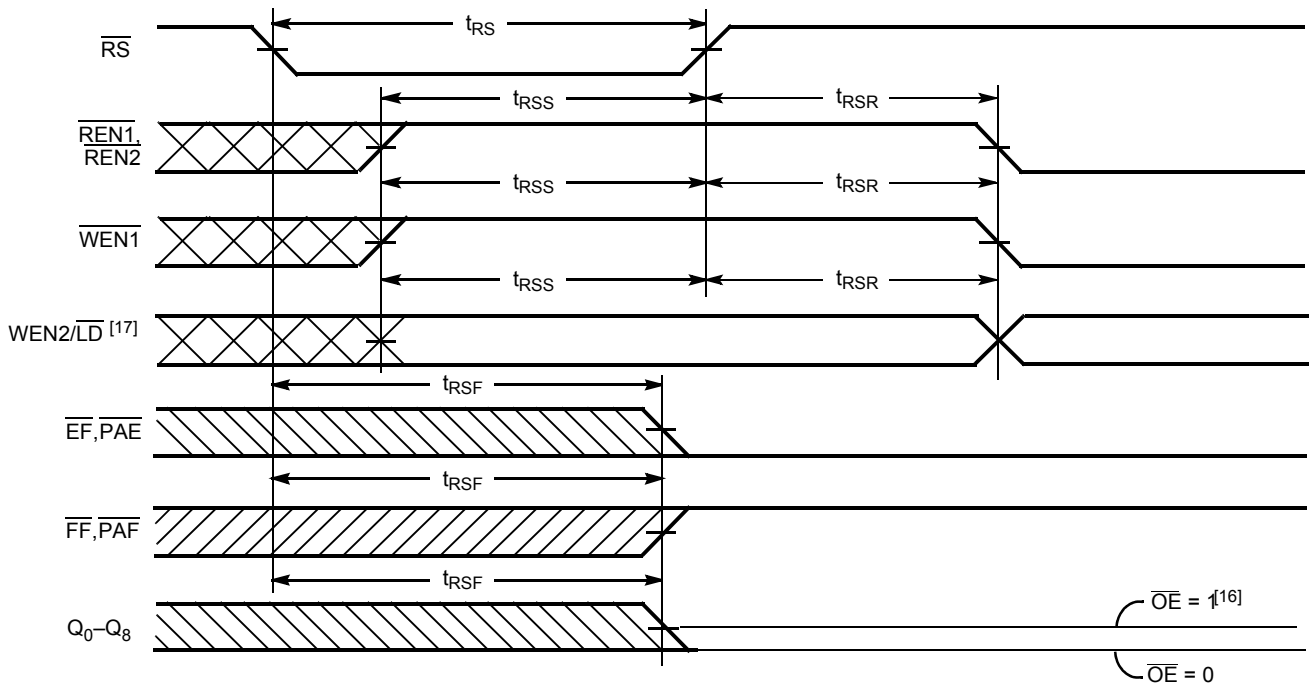 tRS
RS
tRSS
tRSR
REN1,
REN2
tRSS
tRSR
WEN1
tRSS
tRSR
WEN2/LD [17]
tRSF
EF,PAE
tRSF
FF,PAF
tRSF
OE = 1[16]
Q0–Q8
OE = 0